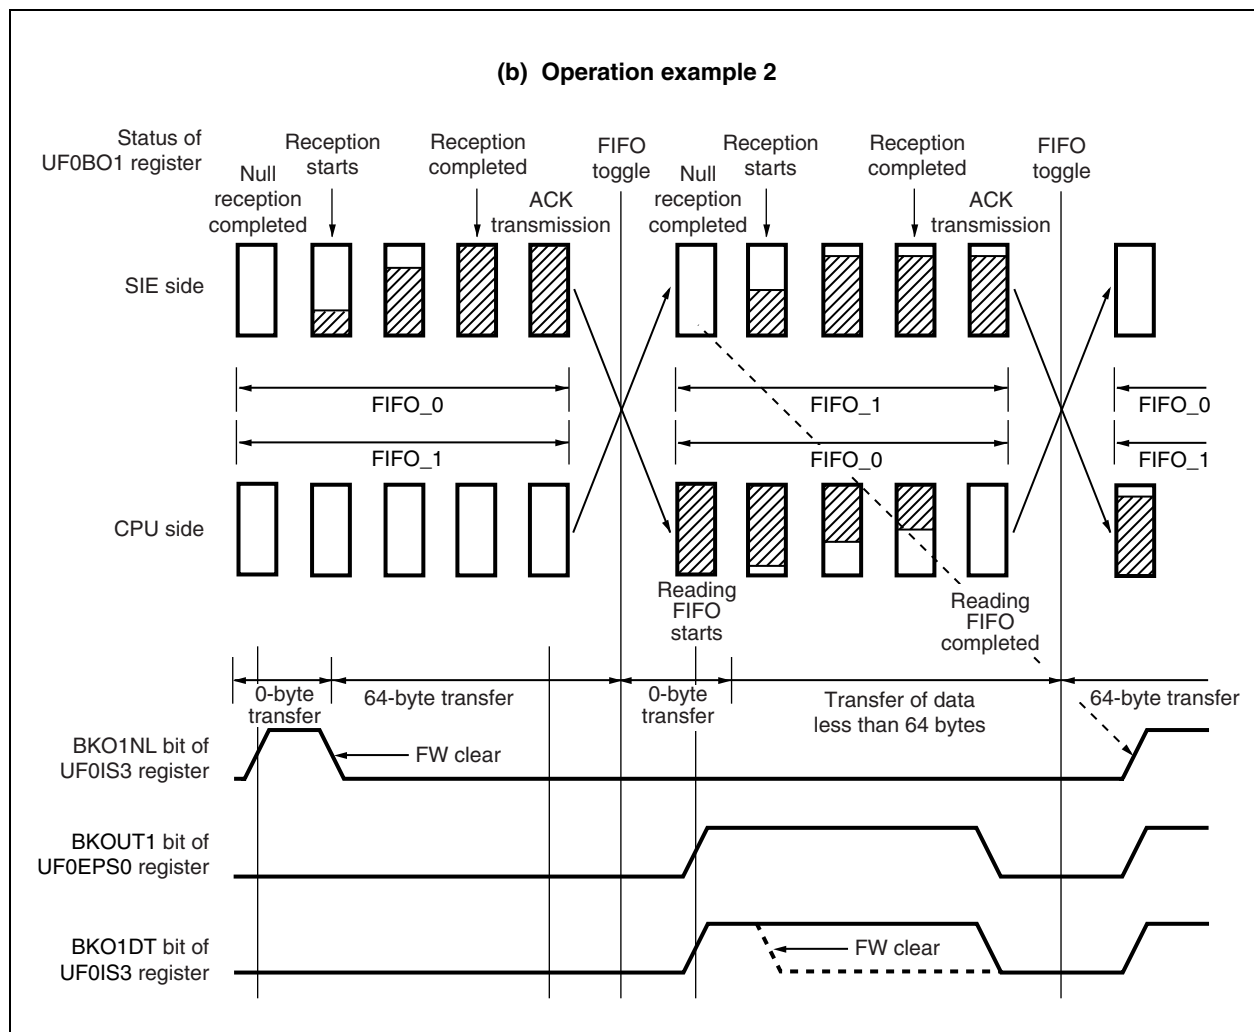 (b) Operation example 2
Status of
UF0BO1 register
Null
reception
completed
Reception
starts
Reception
completed
ACK
transmission
FIFO
toggle
Null
reception
completed
Reception
starts
Reception
completed
ACK
transmission
FIFO
toggle
SIE side
FIFO_0
FIFO_1
FIFO_0
FIFO_1
FIFO_0
FIFO_1
CPU side
Reading
FIFO
starts
Reading
FIFO
completed
0-byte
transfer
64-byte transfer
0-byte
transfer
Transfer of data
less than 64 bytes
64-byte transfer
BKO1NL bit of
UF0IS3 register
FW clear
BKOUT1 bit of
UF0EPS0 register
BKO1DT bit of
UF0IS3 register
FW clear